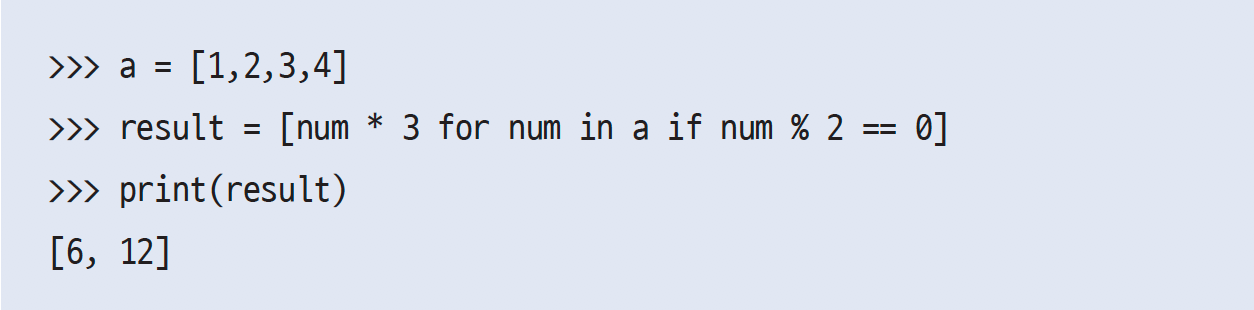 >>> a = [1,2,3,4]
>>> result = [num * 3 for num in a if num % 2 == 0]
>>> print(result)
[6, 12]